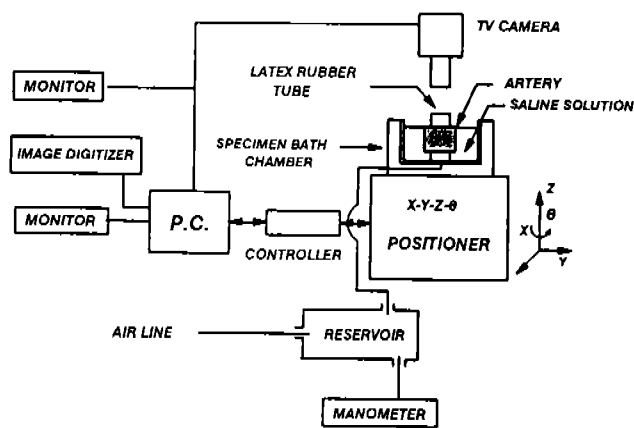 TV CAMERA
MONITOR
LATEX RUBBER
TUBE
ARTERY
SALINE SOLUTION
IMAGE DIGITIZER
SPECIMEN BATH
CHAMBER
MONITOR
P.C.
CONTROLLER
X-Y-Z-θ
POSITIONER
Z
θ
X
Y
AIR LINE
RESERVOIR
MANOMETER